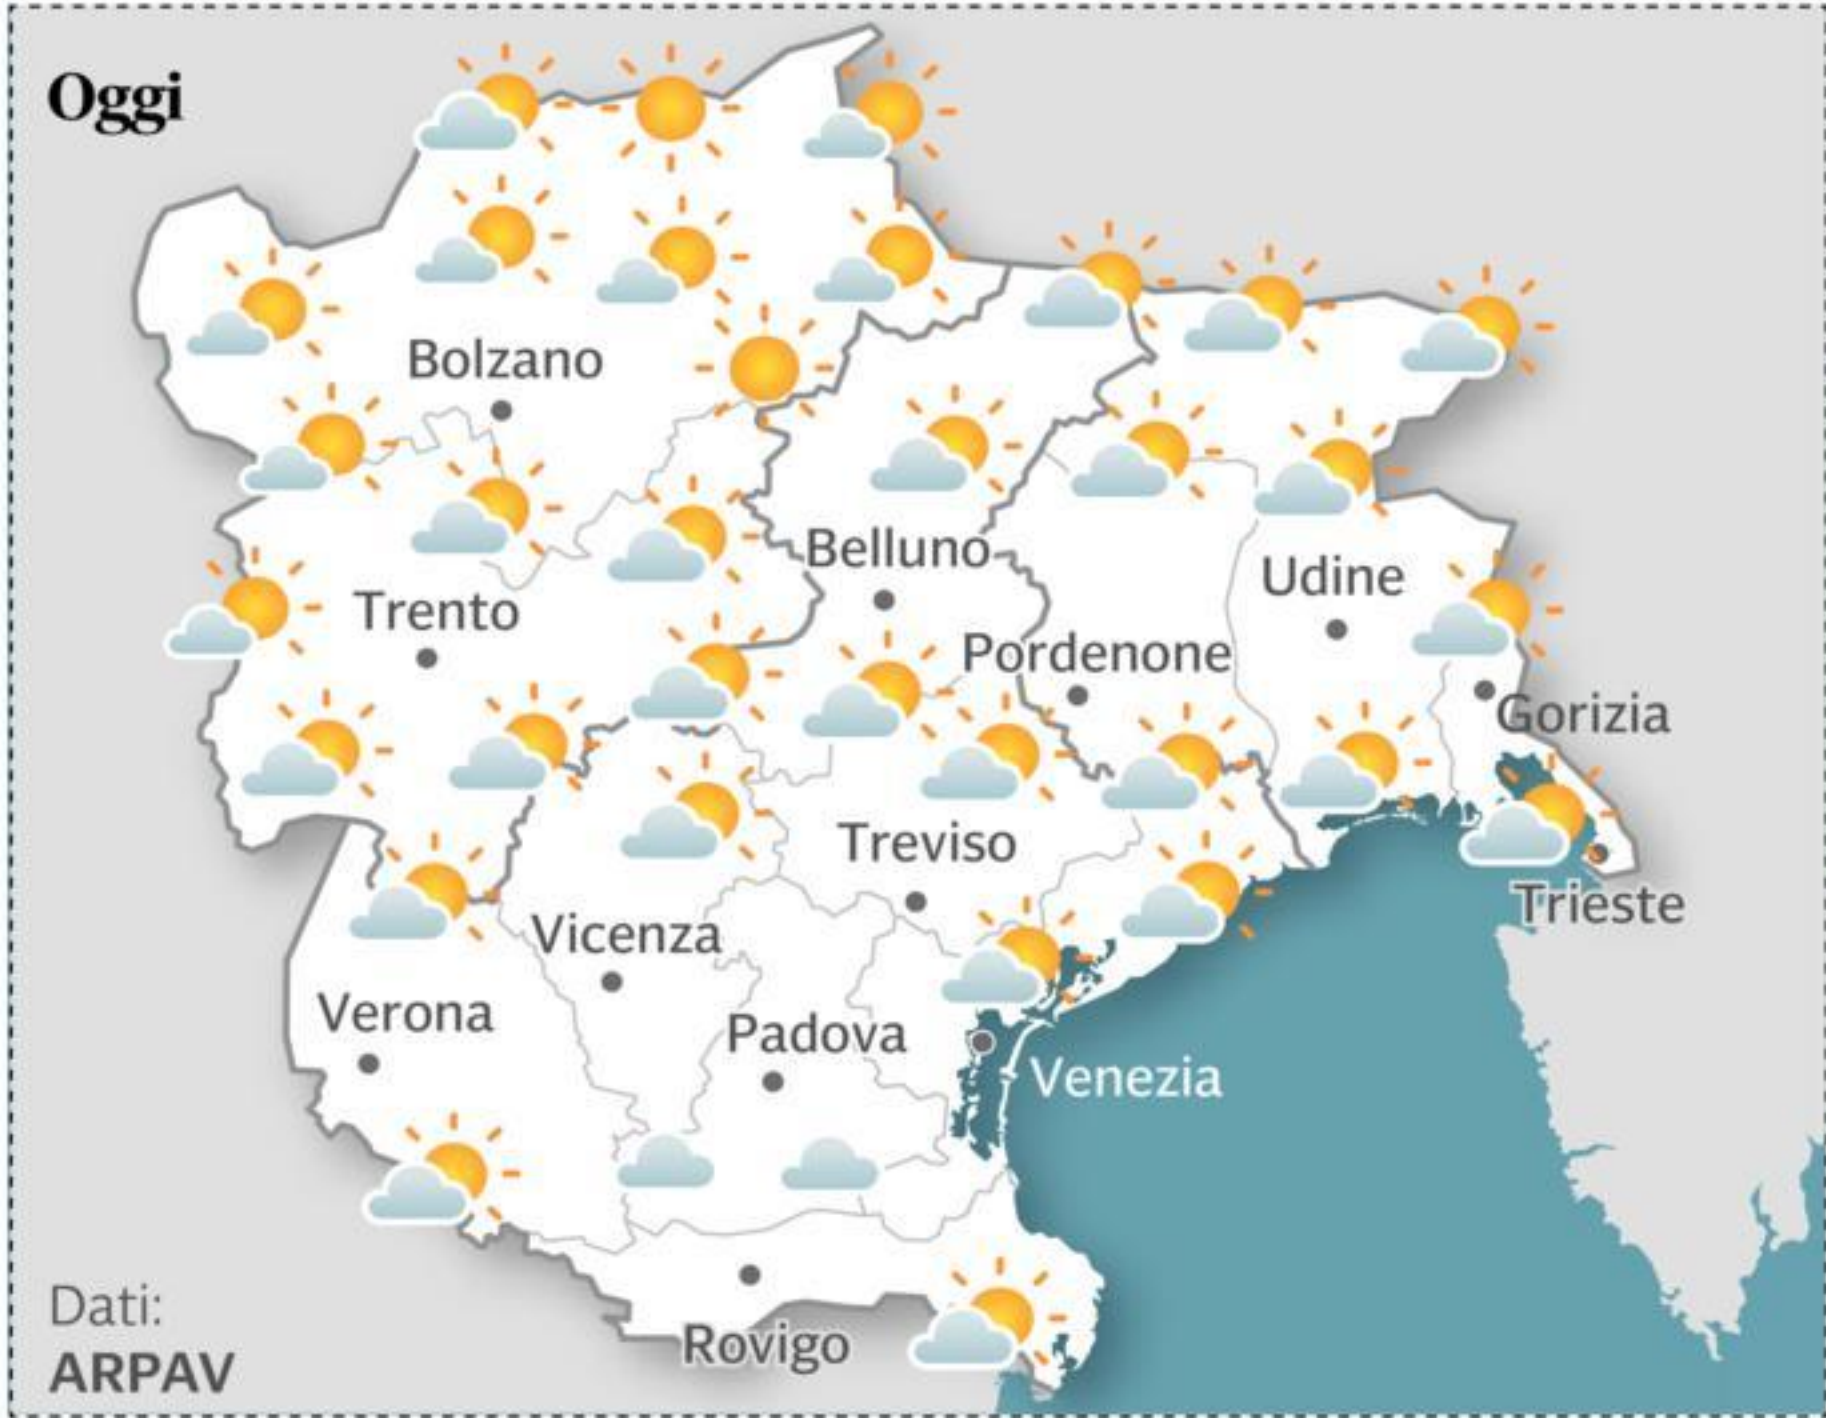 Oggi
Bolzano
Belluno
Udine
Trento
Pordenone
Gorizia
Treviso
Trieste
Vicenza
Verona
Padova
Venezia
Rovigo
Dati:
ARPAV